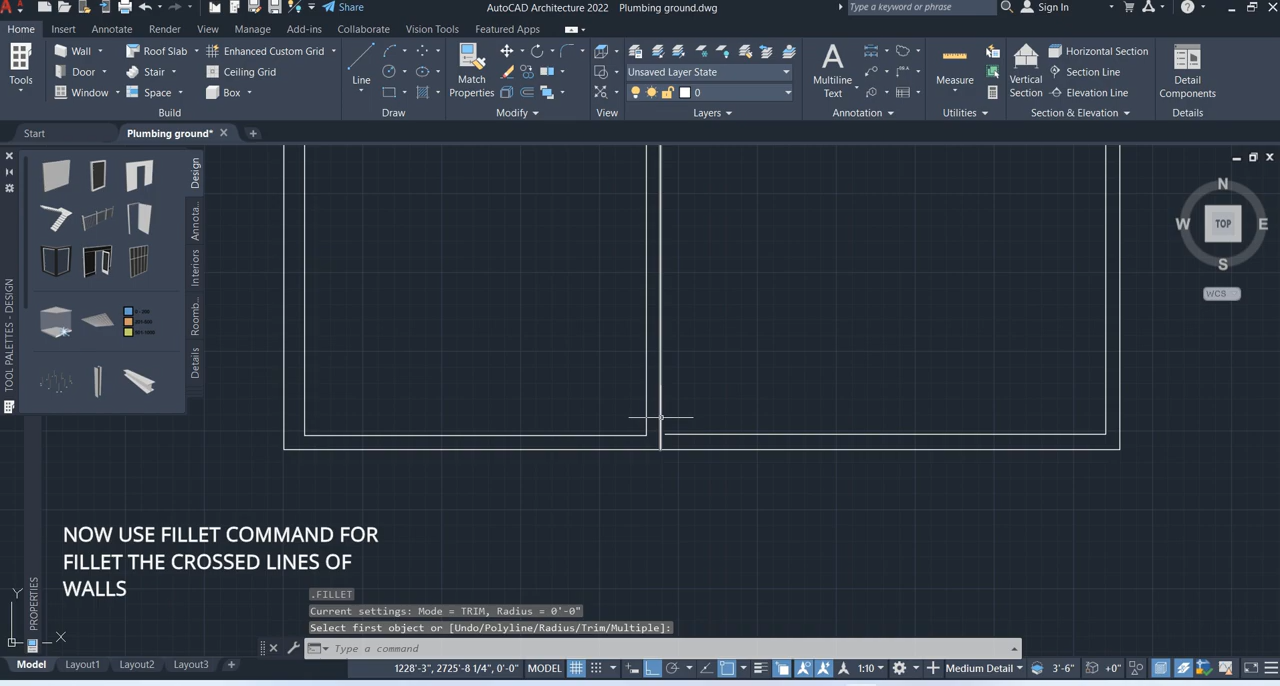 Share
AutoCAD Architecture 2022 Plumbing ground.dwg
Type a keyword or phrase
Sign In
Home Insert Annotate Render View Manage Add-ins Collaborate Vision Tools Featured Apps
Wall Roof Slab Enhanced Custom Grid
Door Stair Ceiling Grid
Window Space Box
Tools
Build
Line
Draw
Match Properties
Modify
View
Unsaved Layer State
0
Layers
Multiline Text
Annotation
Measure
Utilities
Vertical Section
Horizontal Section
Section Line
Elevation Line
Section & Elevation
Detail Components
Details
Start Plumbing ground*
Design
Annota...
Interiors
Roomb...
Details
TOOL PALETTES - DESIGN
N
W TOP E
S
WCS
NOW USE FILLET COMMAND FOR
FILLET THE CROSSED LINES OF
WALLS
PROPERTIES
Y
X
.FILLET
Current settings: Mode = TRIM, Radius = 0'-0"
Select first object or [Undo/Polyline/Radius/Trim/Multiple]:
Type a command
Model Layout1 Layout2 Layout3
1228'-3", 2725'-8 1/4", 0'-0" MODEL 1:10 Medium Detail 3'-6" +0"